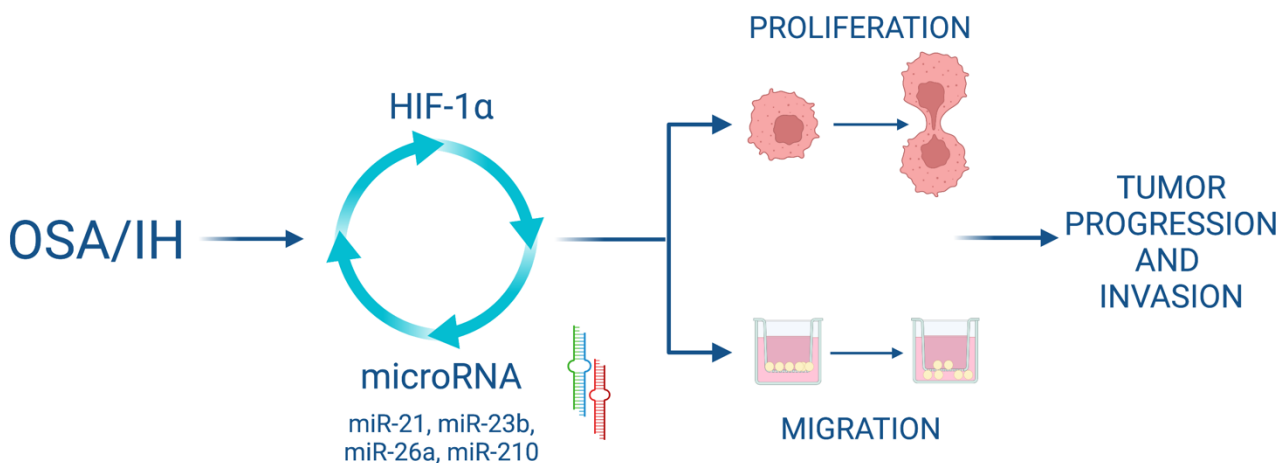 OSA/IH
HIF-1α
microRNA
miR-21, miR-23b,
miR-26a, miR-210
PROLIFERATION
MIGRATION
TUMOR
PROGRESSION
AND
INVASION